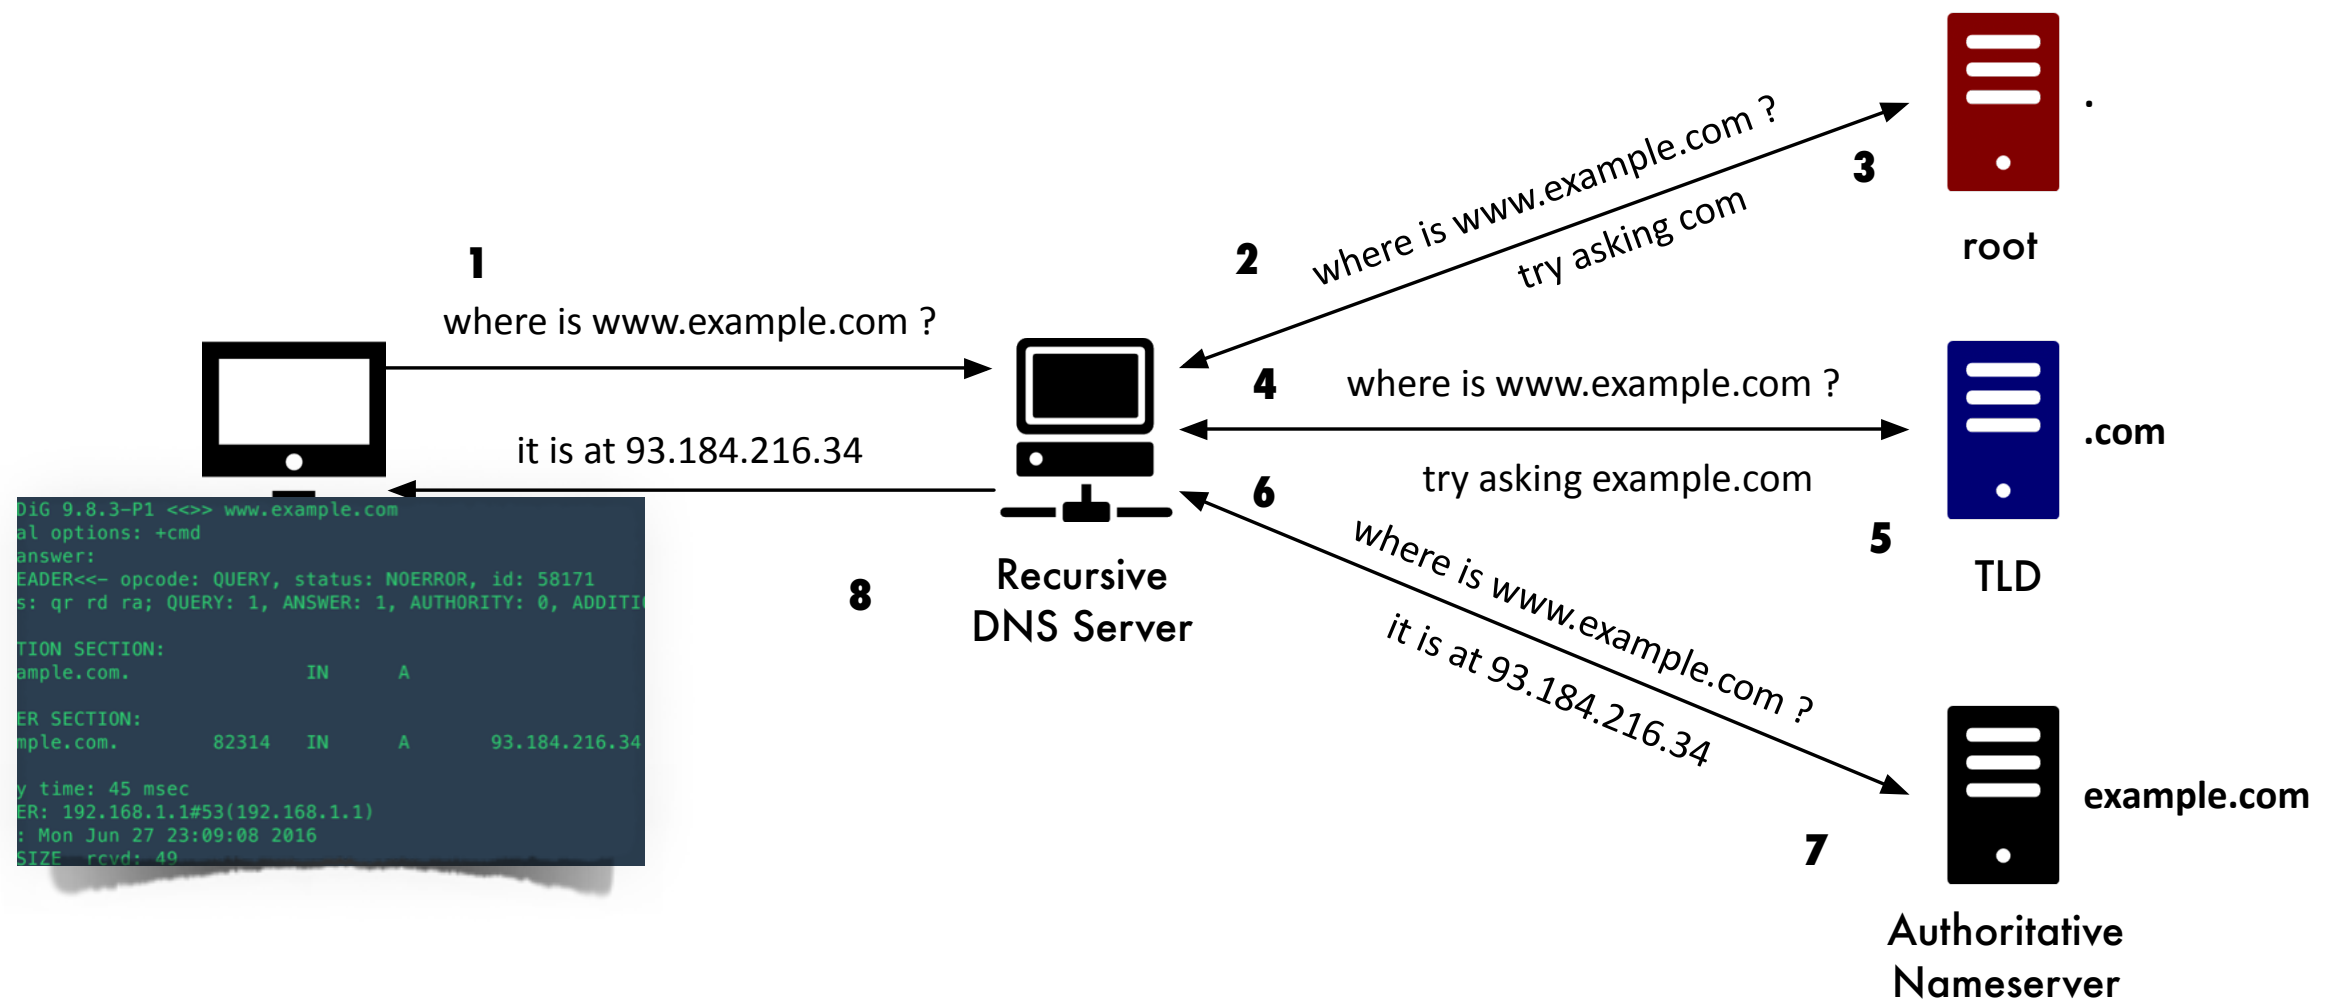 1
where is www.example.com ?
it is at 93.184.216.34
8
Recursive
DNS Server
2
where is www.example.com ?
try asking com
3
.
root
4
where is www.example.com ?
try asking example.com
5
.com
TLD
6
where is www.example.com ?
it is at 93.184.216.34
7
example.com
Authoritative
Nameserver
DiG 9.8.3-P1 <<>> www.example.com
al options: +cmd
answer:
EADER<<- opcode: QUERY, status: NOERROR, id: 58171
s: qr rd ra; QUERY: 1, ANSWER: 1, AUTHORITY: 0, ADDITI
TION SECTION:
ample.com. IN A
ER SECTION:
mple.com. 82314 IN A 93.184.216.34
y time: 45 msec
ER: 192.168.1.1#53(192.168.1.1)
: Mon Jun 27 23:09:08 2016
SIZE rcvd: 49